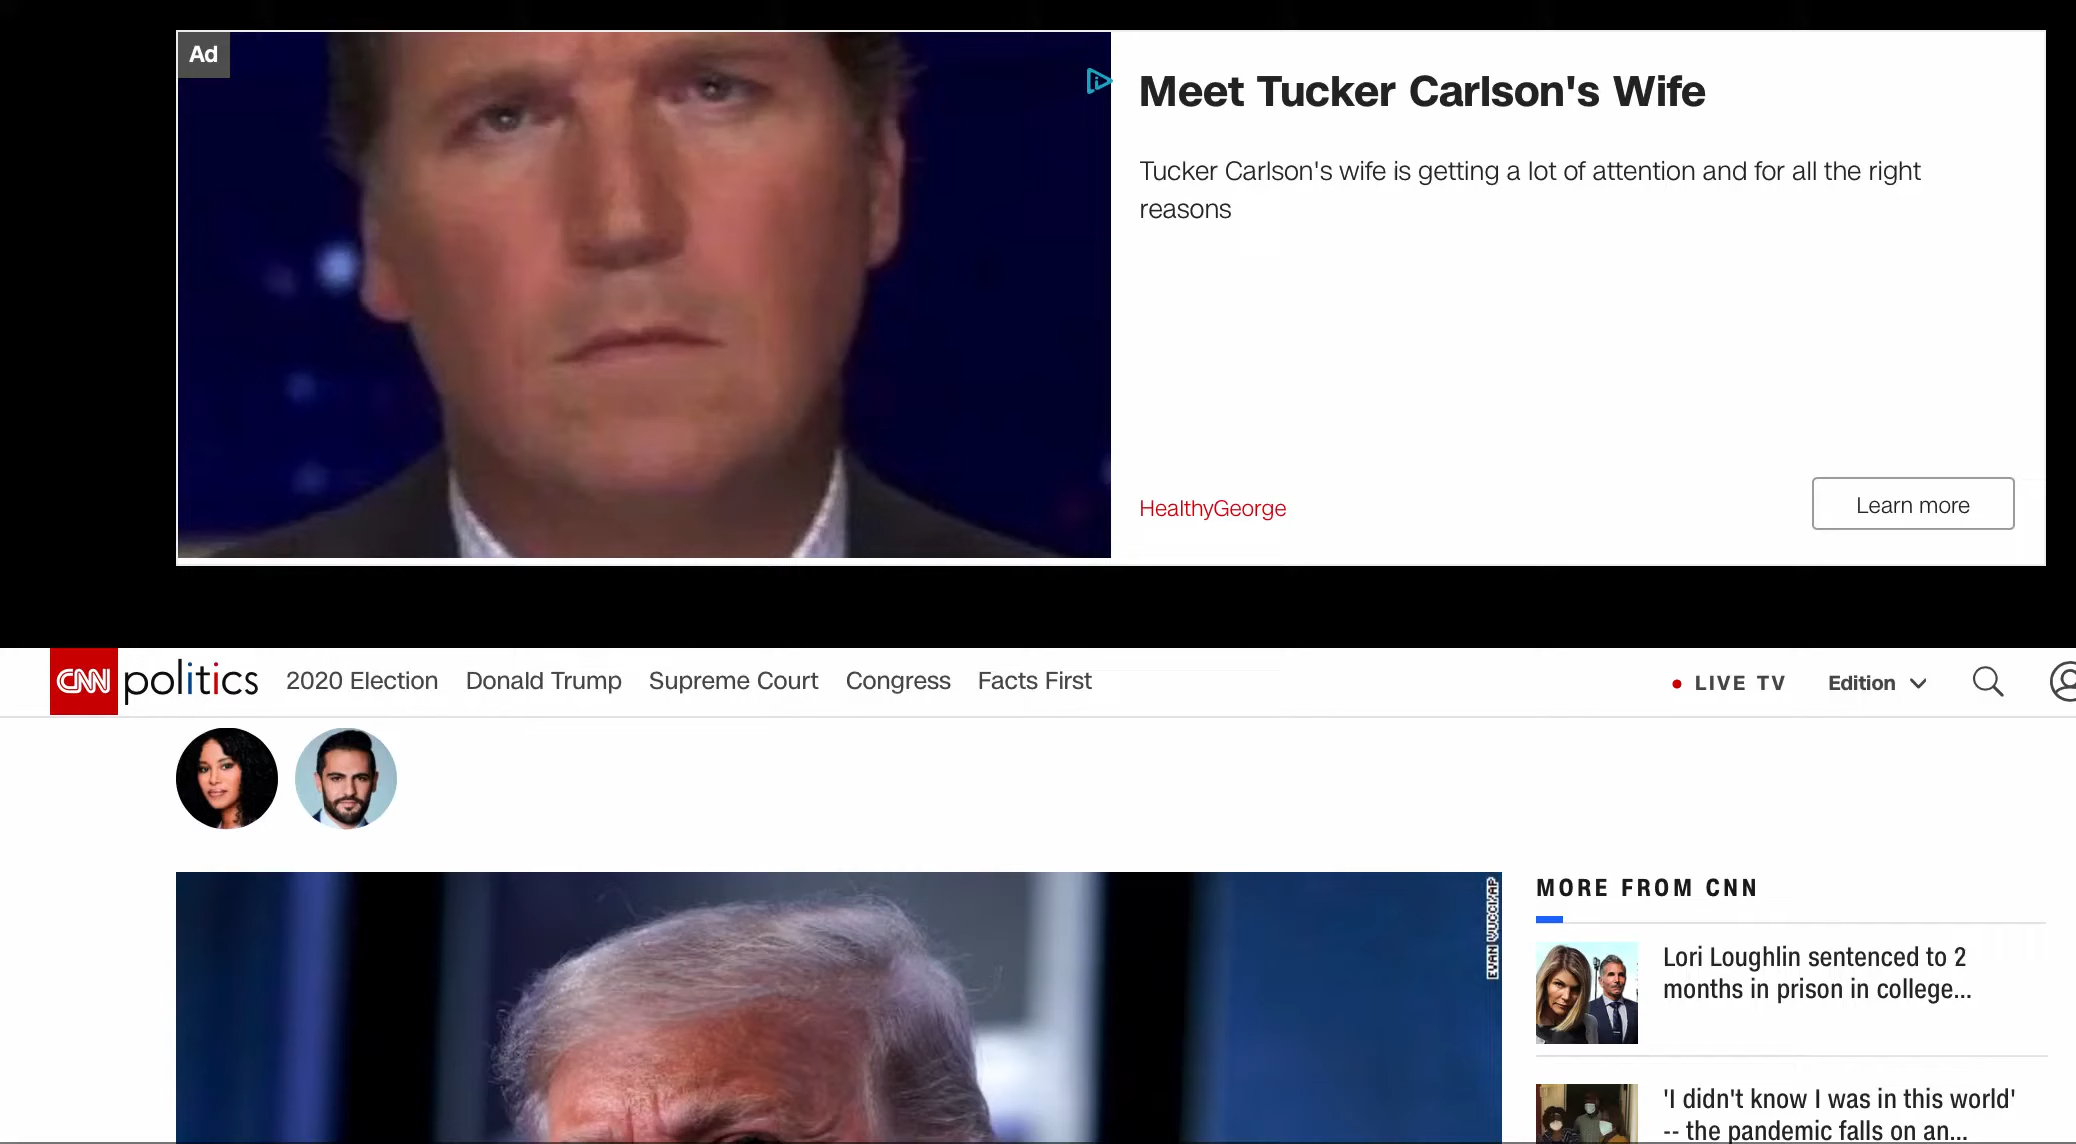 Ad
Meet Tucker Carlson's Wife
Tucker Carlson's wife is getting a lot of attention and for all the right
reasons
HealthyGeorge
Learn more
CNN politics 2020 Election Donald Trump Supreme Court Congress Facts First LIVE TV Edition
EVAN VUCCI/AP
MORE FROM CNN
Lori Loughlin sentenced to 2
months in prison in college...
'I didn't know I was in this world'
-- the pandemic falls on an...